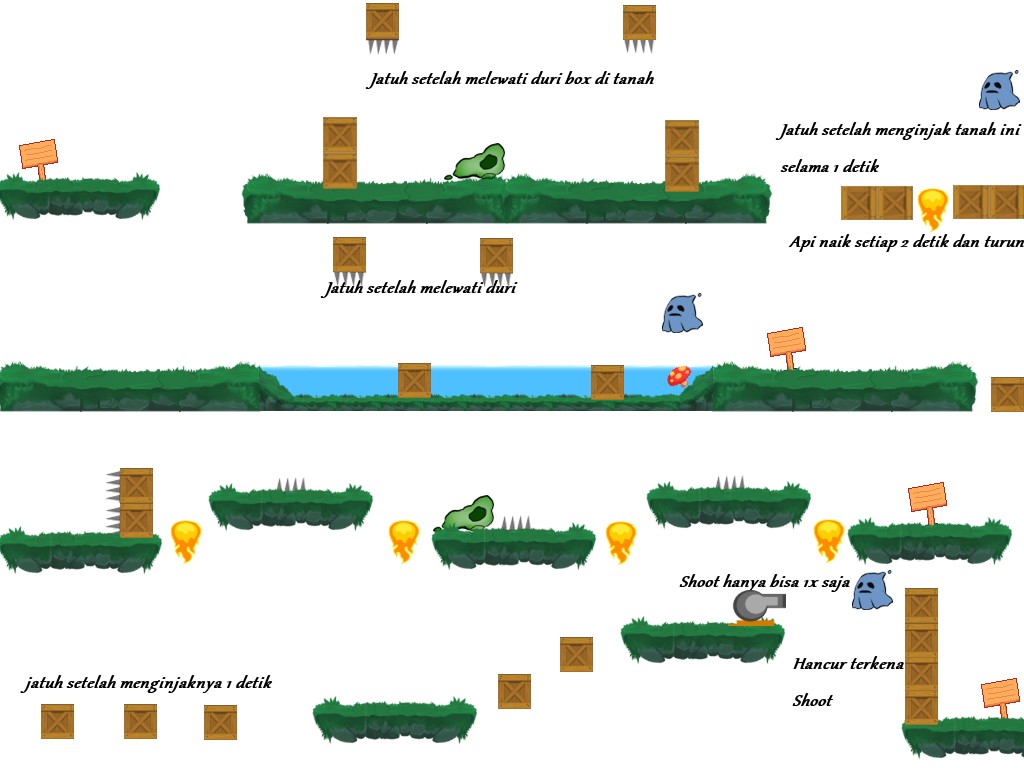 Jatuh setelah melewati duri box di tanah
Jatuh setelah menginjak tanah ini
selama 1 detik
Api naik setiap 2 detik dan turun
Jatuh setelah melewati duri
Shoot hanya bisa 1x saja
Hancur terkena
Shoot
jatuh setelah menginjaknya 1 detik